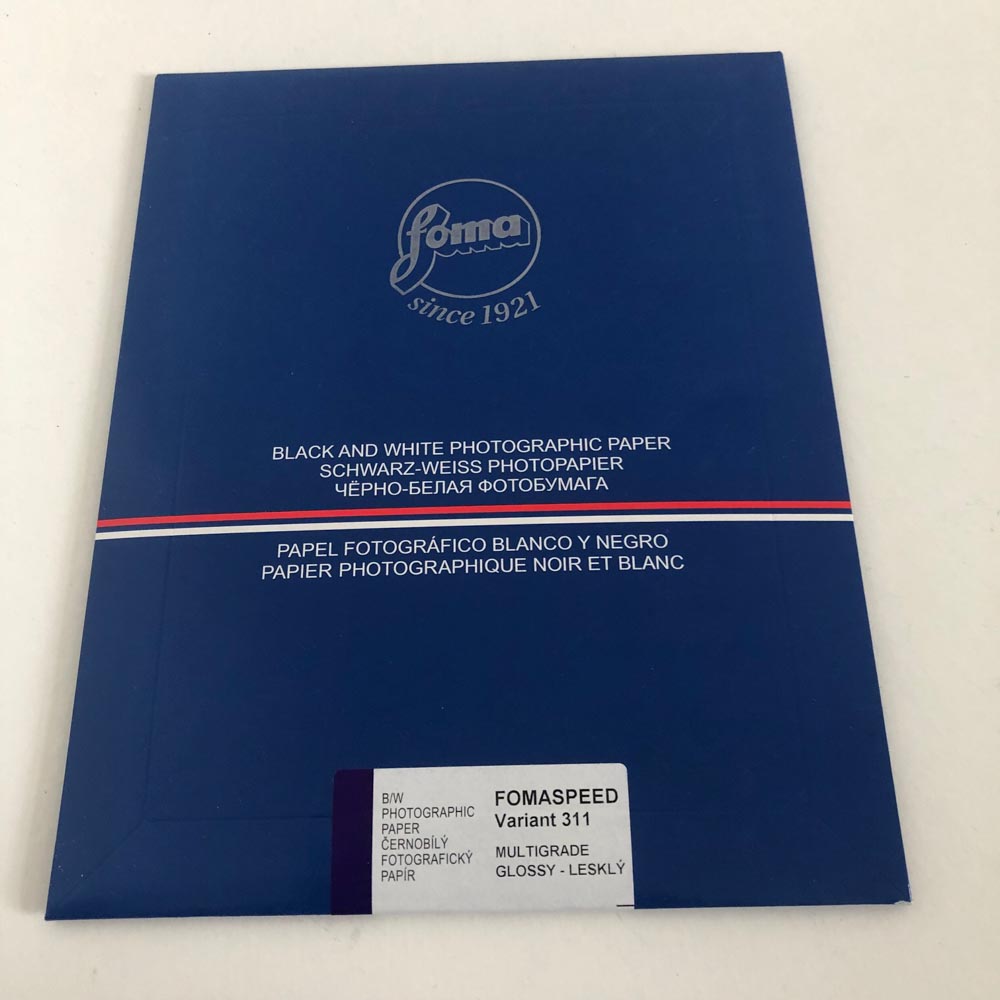 foma
since 1921
BLACK AND WHITE PHOTOGRAPHIC PAPER
SCHWARZ-WEISS PHOTOPAPIER
ЧЁРНО-БЕЛАЯ ФОТОБУМАГА
PAPEL FOTOGRÁFICO BLANCO Y NEGRO
PAPIER PHOTOGRAPHIQUE NOIR ET BLANC
B/W
PHOTOGRAPHIC
PAPER
ČERNOBÍLÝ
FOTOGRAFICKÝ
PAPÍR
FOMASPEED
Variant 311
MULTIGRADE
GLOSSY - LESKLÝ